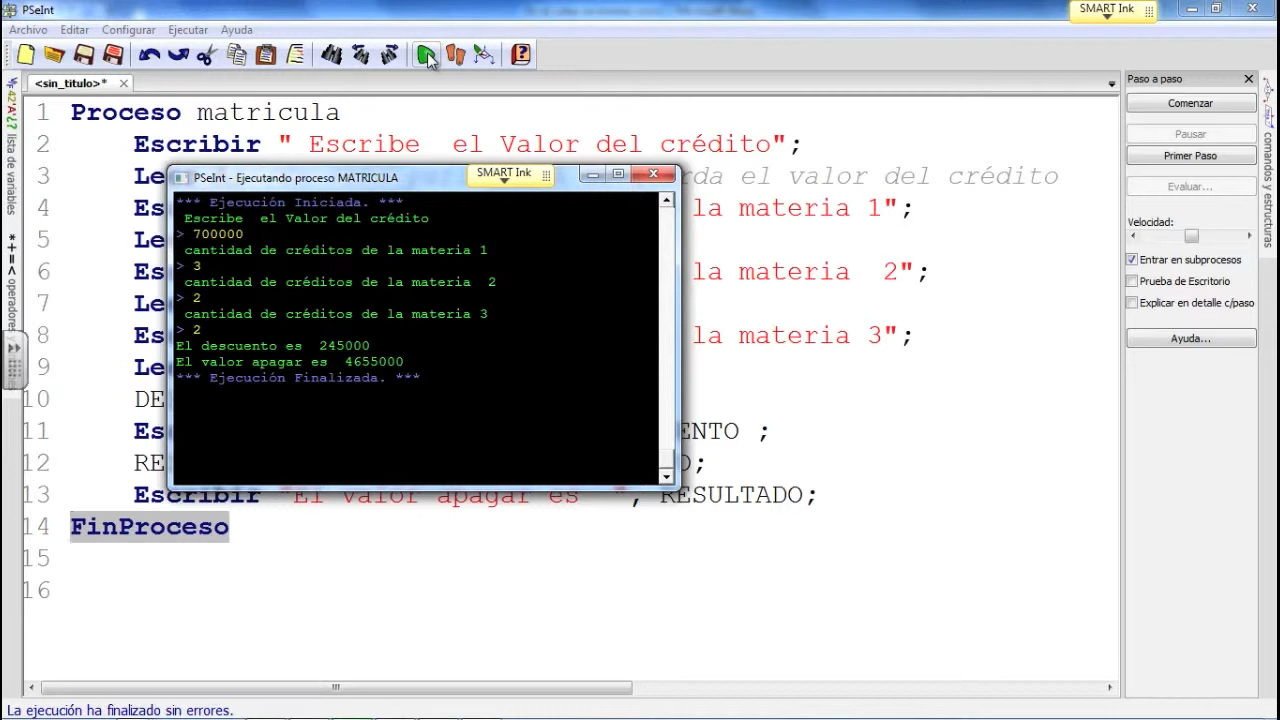 PSeInt
SMART Ink
Archivo Editar Configurar Ejecutar Ayuda
<sin_titulo>*
1 Proceso matricula
2 Escribir " Escribe el Valor del crédito";
3 Le rda el valor del crédito
4 Es la materia 1";
5 Le
6 Es la materia 2";
7 Le
8 Es la materia 3";
9 Le
10 DE
11 Es ENTO ;
12 RE O;
13 Escribir "El valor apagar es ", RESULTADO;
14 FinProceso
15
16
PSeInt - Ejecutando proceso MATRICULA
SMART Ink
*** Ejecución Iniciada. ***
Escribe el Valor del crédito
> 700000
cantidad de créditos de la materia 1
> 3
cantidad de créditos de la materia 2
> 2
cantidad de créditos de la materia 3
> 2
El descuento es 245000
El valor apagar es 4655000
*** Ejecución Finalizada. ***
lista de variables
* + = < operadores
Paso a paso
Comenzar
Pausar
Primer Paso
Evaluar...
Velocidad:
Entrar en subprocesos
Prueba de Escritorio
Explicar en detalle c/paso
Ayuda...
comandos y estructuras
La ejecución ha finalizado sin errores.